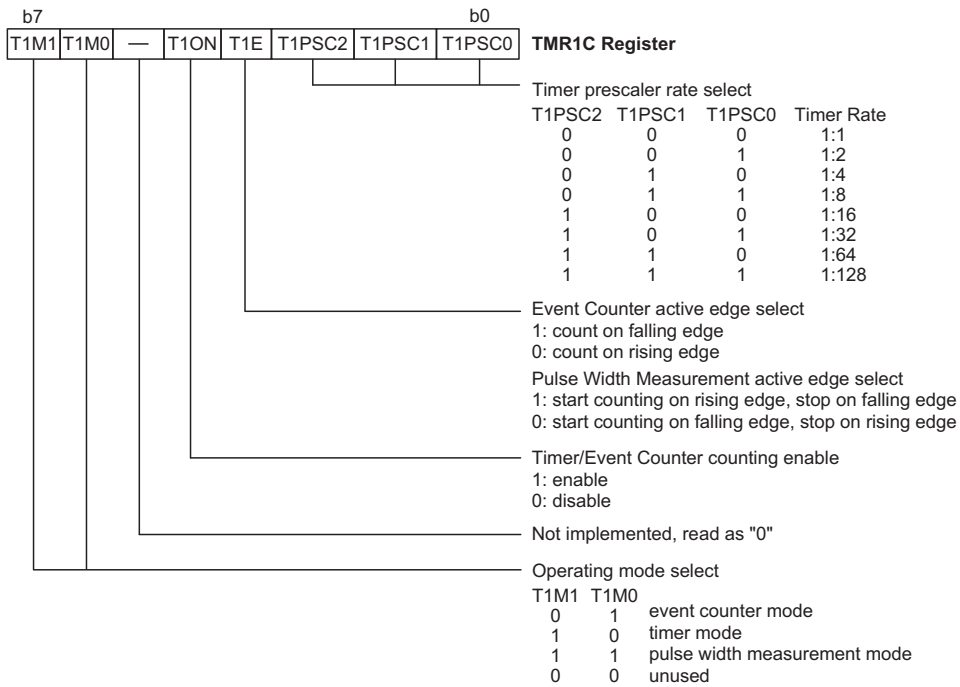 b7 b0
T1M1 T1M0 — T1ON T1E T1PSC2 T1PSC1 T1PSC0 TMR1C Register
Timer prescaler rate select
T1PSC2 T1PSC1 T1PSC0 Timer Rate
0 0 0 1:1
0 0 1 1:2
0 1 0 1:4
0 1 1 1:8
1 0 0 1:16
1 0 1 1:32
1 1 0 1:64
1 1 1 1:128
Event Counter active edge select
1: count on falling edge
0: count on rising edge
Pulse Width Measurement active edge select
1: start counting on rising edge, stop on falling edge
0: start counting on falling edge, stop on rising edge
Timer/Event Counter counting enable
1: enable
0: disable
Not implemented, read as "0"
Operating mode select
T1M1 T1M0
0 1 event counter mode
1 0 timer mode
1 1 pulse width measurement mode
0 0 unused